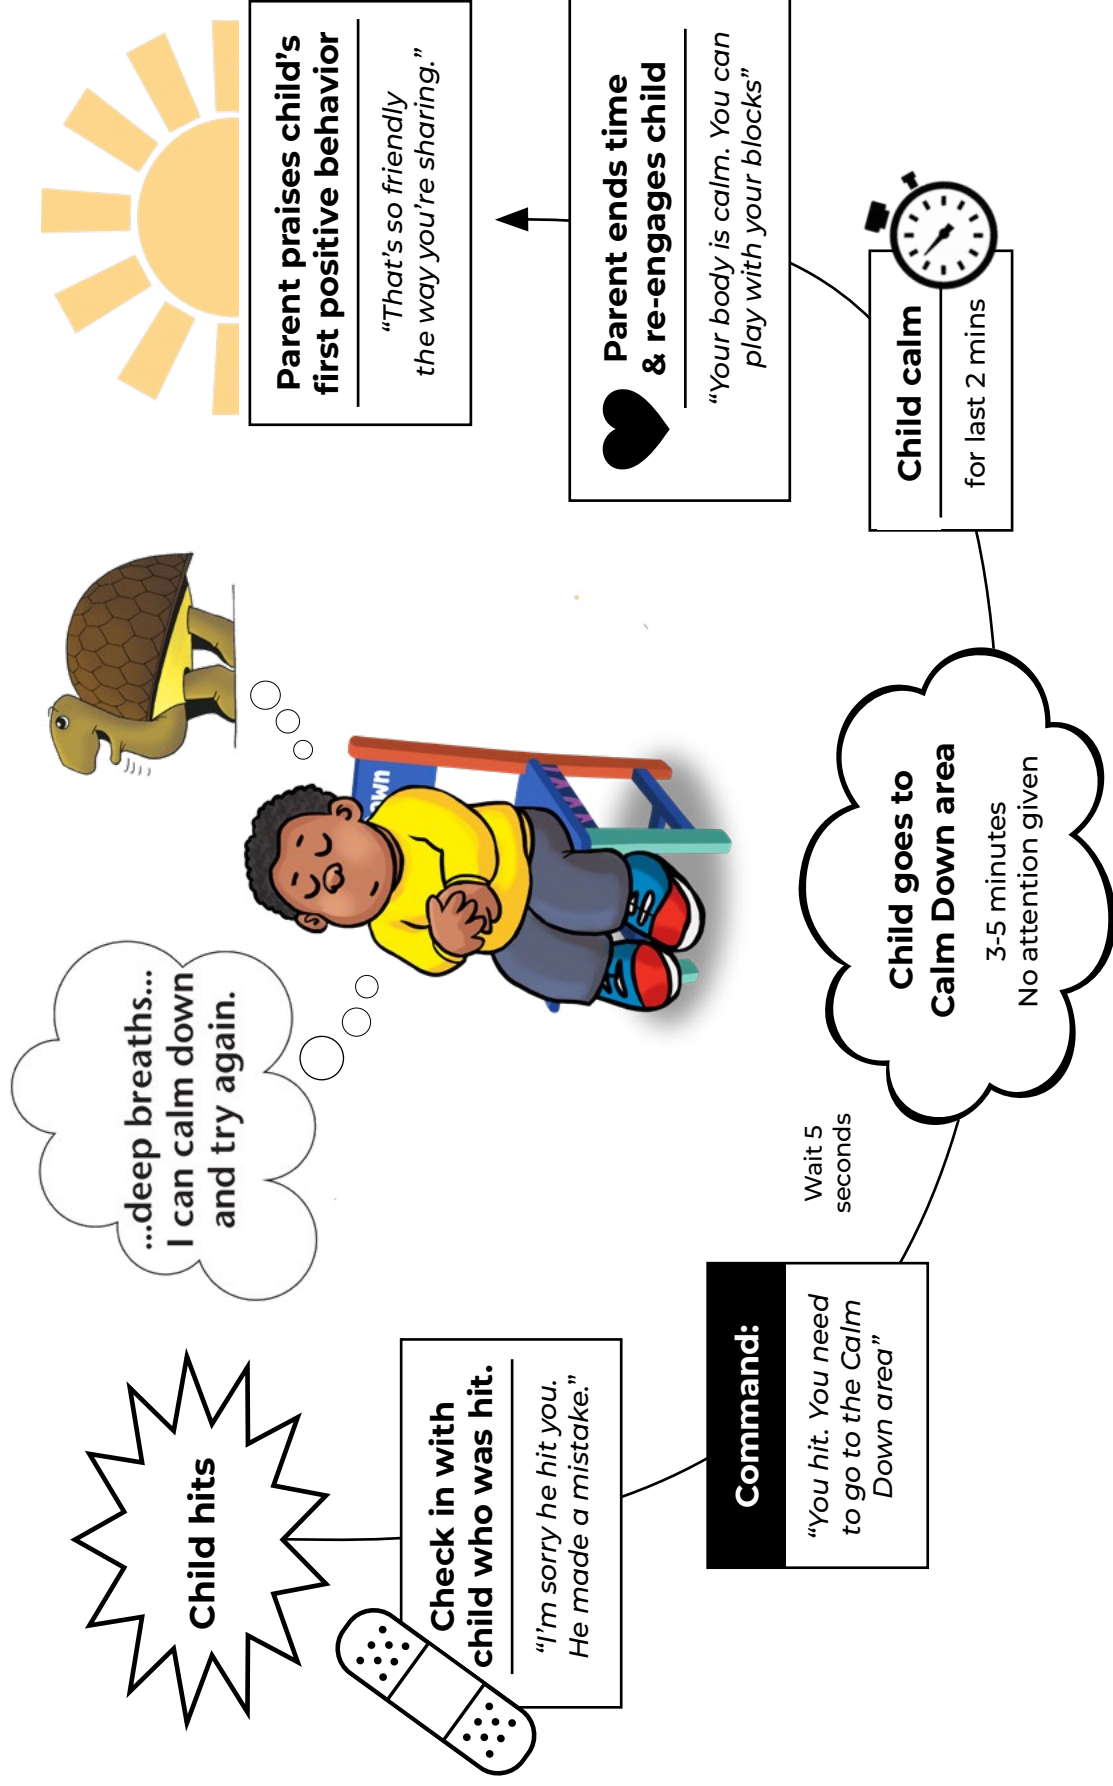 Child hits
Check in with
child who was hit.
“I’m sorry he hit you.
He made a mistake.”
Command:
“You hit. You need
to go to the Calm
Down area”
Wait 5
seconds
Child goes to
Calm Down area
3-5 minutes
No attention given
...deep breaths...
I can calm down
and try again.
Child calm
for last 2 mins
Parent ends time
& re-engages child
“Your body is calm. You can
play with your blocks”
Parent praises child’s
first positive behavior
“That’s so friendly
the way you’re sharing.”